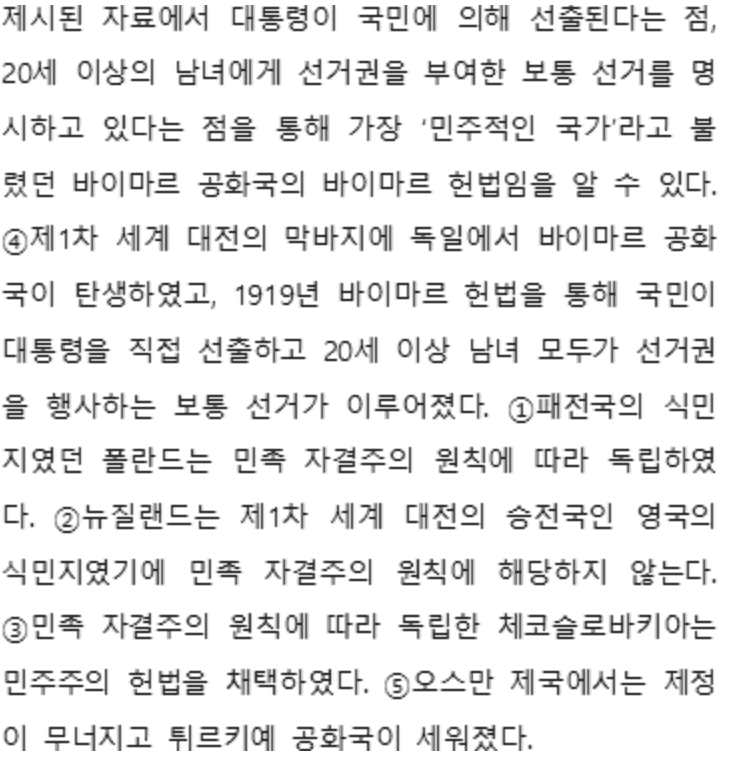 제시된 자료에서 대통령이 국민에 의해 선출된다는 점,
20세 이상의 남녀에게 선거권을 부여한 보통 선거를 명
시하고 있다는 점을 통해 가장 ‘민주적인 국가’라고 불
렸던 바이마르 공화국의 바이마르 헌법임을 알 수 있다.
④제1차 세계 대전의 막바지에 독일에서 바이마르 공화
국이 탄생하였고, 1919년 바이마르 헌법을 통해 국민이
대통령을 직접 선출하고 20세 이상 남녀 모두가 선거권
을 행사하는 보통 선거가 이루어졌다. ①패전국의 식민
지였던 폴란드는 민족 자결주의 원칙에 따라 독립하였
다. ②뉴질랜드는 제1차 세계 대전의 승전국인 영국의
식민지였기에 민족 자결주의 원칙에 해당하지 않는다.
③민족 자결주의 원칙에 따라 독립한 체코슬로바키아는
민주주의 헌법을 채택하였다. ⑤오스만 제국에서는 제정
이 무너지고 튀르키예 공화국이 세워졌다.